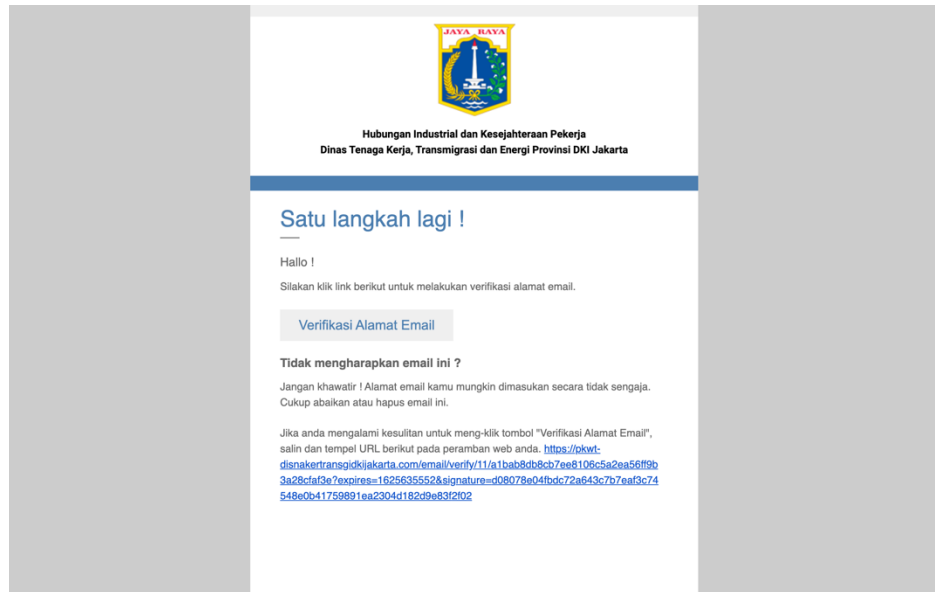 JAYA RAYA
Hubungan Industrial dan Kesejahteraan Pekerja
Dinas Tenaga Kerja, Transmigrasi dan Energi Provinsi DKI Jakarta
Satu langkah lagi !
Hallo !
Silakan klik link berikut untuk melakukan verifikasi alamat email.
Verifikasi Alamat Email
Tidak mengharapkan email ini ?
Jangan khawatir ! Alamat email kamu mungkin dimasukan secara tidak sengaja.
Cukup abaikan atau hapus email ini.
Jika anda mengalami kesulitan untuk meng-klik tombol "Verifikasi Alamat Email",
salin dan tempel URL berikut pada peramban web anda. https://pkwt-
disnakertransgidkijakarta.com/email/verify/11/a1bab8db8cb7ee8106c5a2ea56ff9b
3a28cfaf3e?expires=1625635552&signature=d08078e04fbdc72a643c7b7eaf3c74
548e0b41759891ea2304d182d9e83f2f02